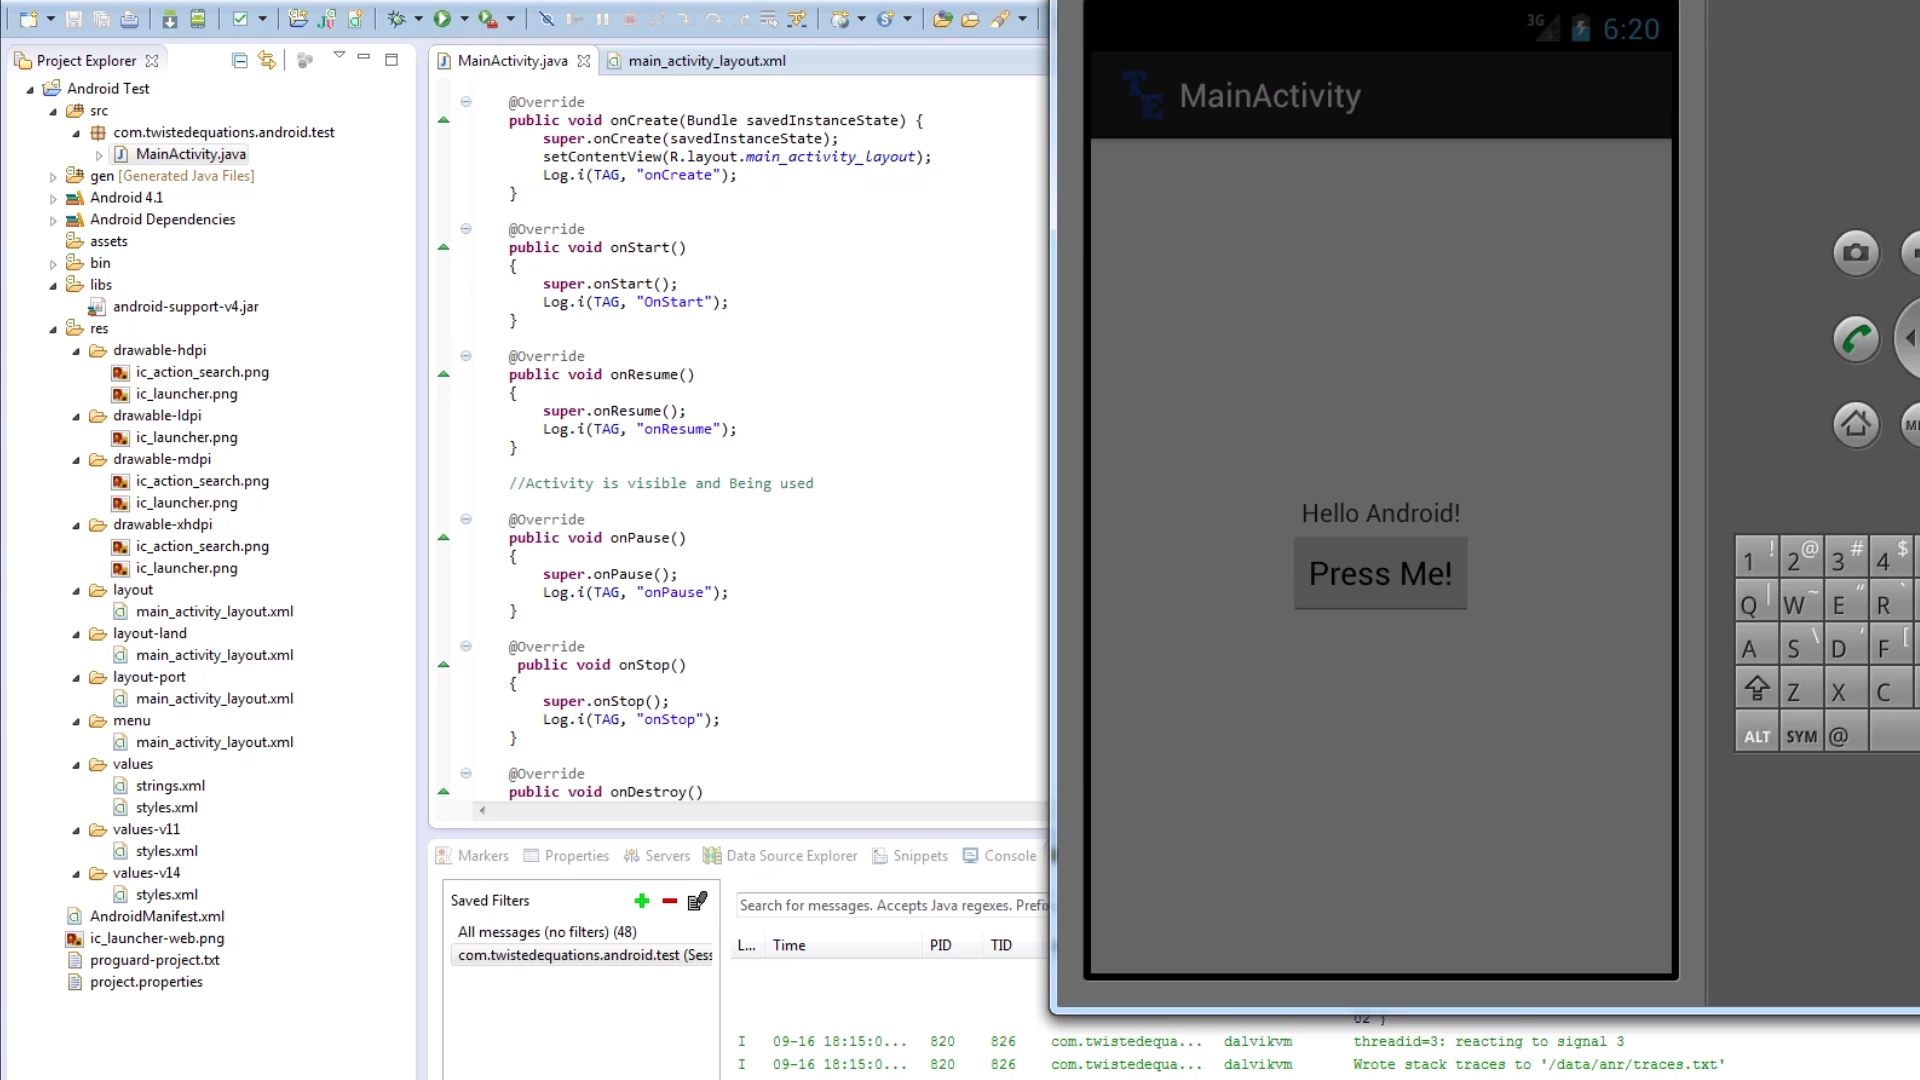 Project Explorer
Android Test
src
com.twistedequations.android.test
MainActivity.java
gen [Generated Java Files]
Android 4.1
Android Dependencies
assets
bin
libs
android-support-v4.jar
res
drawable-hdpi
ic_action_search.png
ic_launcher.png
drawable-ldpi
ic_launcher.png
drawable-mdpi
ic_action_search.png
ic_launcher.png
drawable-xhdpi
ic_action_search.png
ic_launcher.png
layout
main_activity_layout.xml
layout-land
main_activity_layout.xml
layout-port
main_activity_layout.xml
menu
main_activity_layout.xml
values
strings.xml
styles.xml
values-v11
styles.xml
values-v14
styles.xml
AndroidManifest.xml
ic_launcher-web.png
proguard-project.txt
project.properties
MainActivity.java main_activity_layout.xml
@Override
public void onCreate(Bundle savedInstanceState) {
super.onCreate(savedInstanceState);
setContentView(R.layout.main_activity_layout);
Log.i(TAG, "onCreate");
}
@Override
public void onStart()
{
super.onStart();
Log.i(TAG, "OnStart");
}
@Override
public void onResume()
{
super.onResume();
Log.i(TAG, "onResume");
}
//Activity is visible and Being used
@Override
public void onPause()
{
super.onPause();
Log.i(TAG, "onPause");
}
@Override
public void onStop()
{
super.onStop();
Log.i(TAG, "onStop");
}
@Override
public void onDestroy()
Markers Properties Servers Data Source Explorer Snippets Console
Saved Filters
All messages (no filters) (48)
com.twistedequations.android.test (Sess
Search for messages. Accepts Java regexes. Prefix
L... Time PID TID
I 09-16 18:15:0... 820 826 com.twistedequa... dalvikvm threadid=3: reacting to signal 3
I 09-16 18:15:0... 820 826 com.twistedequa... dalvikvm Wrote stack traces to '/data/anr/traces.txt'
3G 6:20
TE MainActivity
Hello Android!
Press Me!
1 ! 2 @ 3 # 4 $
Q | W ~ E “ R `
A S \ D ‘ F [
Z X C
ALT SYM @